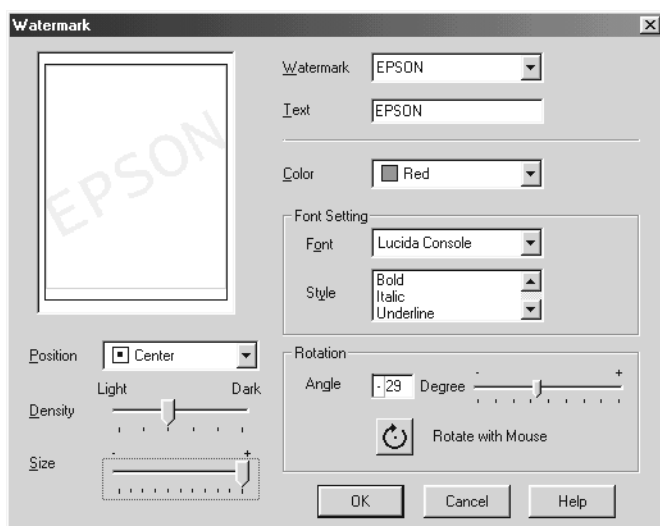 Watermark
EPSON
Watermark EPSON
Text EPSON
Color Red
Font Setting
Font Lucida Console
Style Bold
Italic
Underline
Position Center
Light Dark
Density
Size - +
Rotation
- +
Angle -29 Degree
Rotate with Mouse
OK Cancel Help